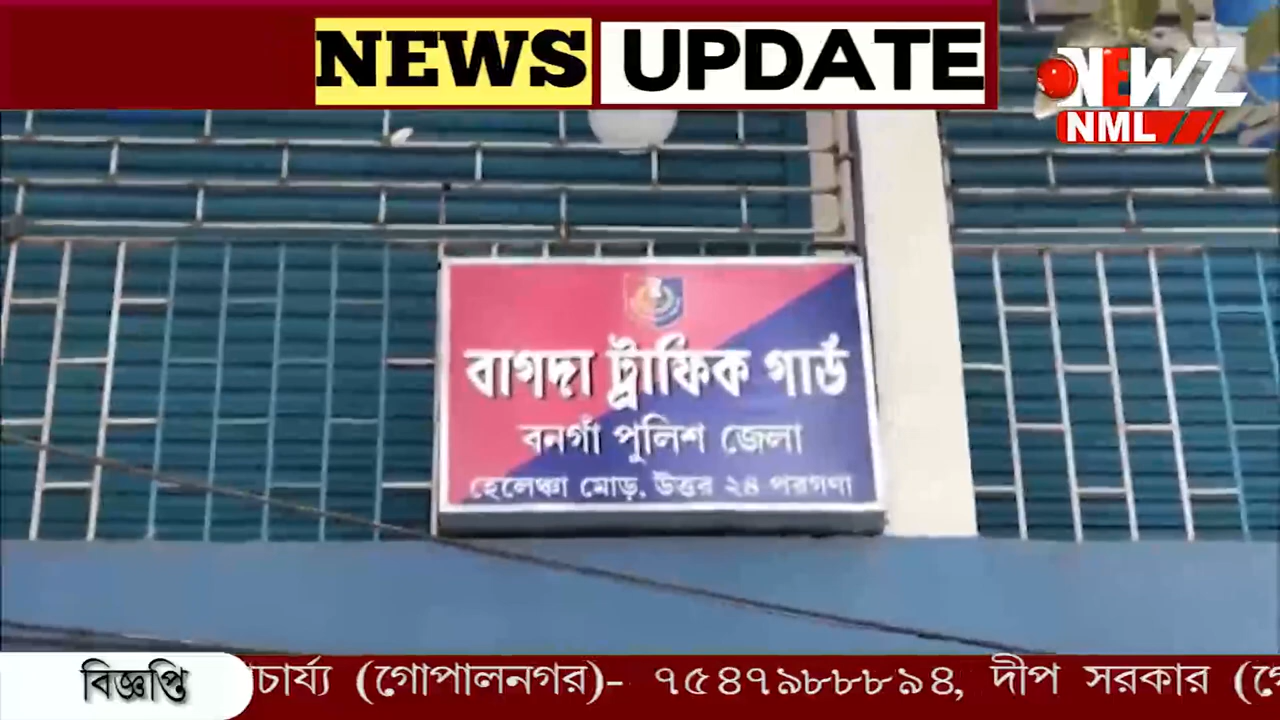 NEWS UPDATE
NEWZ
NML
বাগদা ট্রাফিক গার্ড
বনগাঁ পুলিশ জেলা
হেলেঞ্চা মোড়, উত্তর ২৪ পরগণা
বিজ্ঞপ্তি
চার্য্য (গোপালনগর)- ৭৫৪৭৯৮৮৮৯৪, দীপ সরকার (